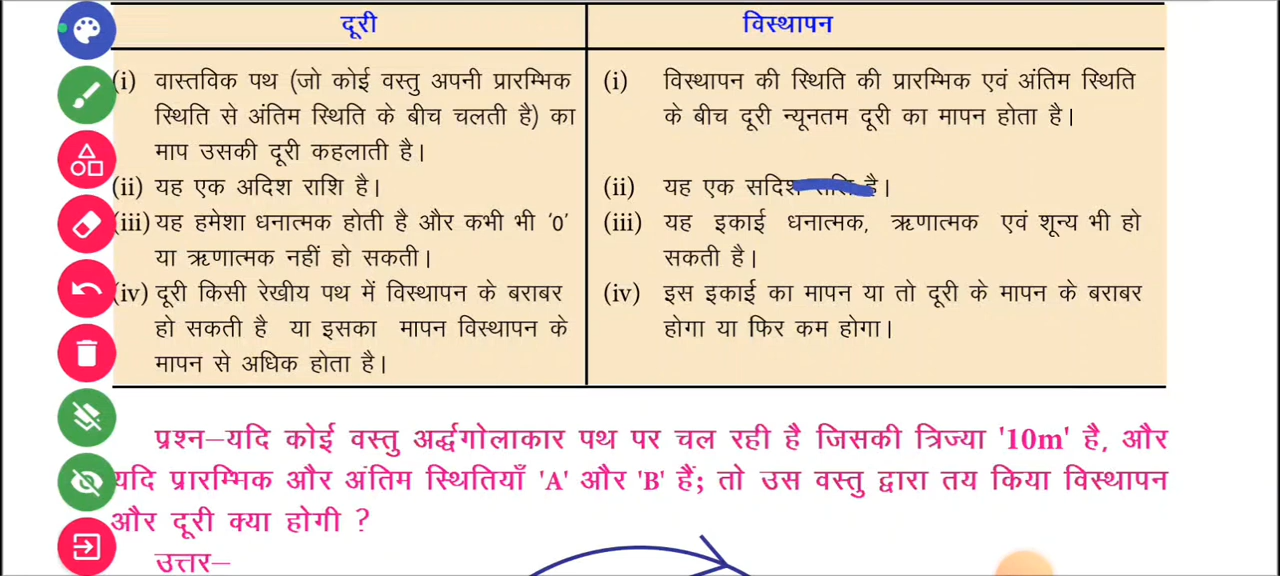 दूरी
विस्थापन
(i) वास्तविक पथ (जो कोई वस्तु अपनी प्रारम्भिक
स्थिति से अंतिम स्थिति के बीच चलती है) का
माप उसकी दूरी कहलाती है।
(ii) यह एक अदिश राशि है।
(iii) यह हमेशा धनात्मक होती है और कभी भी ‘0’
या ऋणात्मक नहीं हो सकती।
(iv) दूरी किसी रेखीय पथ में विस्थापन के बराबर
हो सकती है या इसका मापन विस्थापन के
मापन से अधिक होता है।
(i) विस्थापन की स्थिति की प्रारम्भिक एवं अंतिम स्थिति
के बीच दूरी न्यूनतम दूरी का मापन होता है।
(ii) यह एक सदिश राशि है।
(iii) यह इकाई धनात्मक, ऋणात्मक एवं शून्य भी हो
सकती है।
(iv) इस इकाई का मापन या तो दूरी के मापन के बराबर
होगा या फिर कम होगा।
प्रश्न–यदि कोई वस्तु अर्द्धगोलाकार पथ पर चल रही है जिसकी त्रिज्या '10m' है, और
यदि प्रारम्भिक और अंतिम स्थितियाँ 'A' और 'B' हैं; तो उस वस्तु द्वारा तय किया विस्थापन
और दूरी क्या होगी ?
उत्तर–